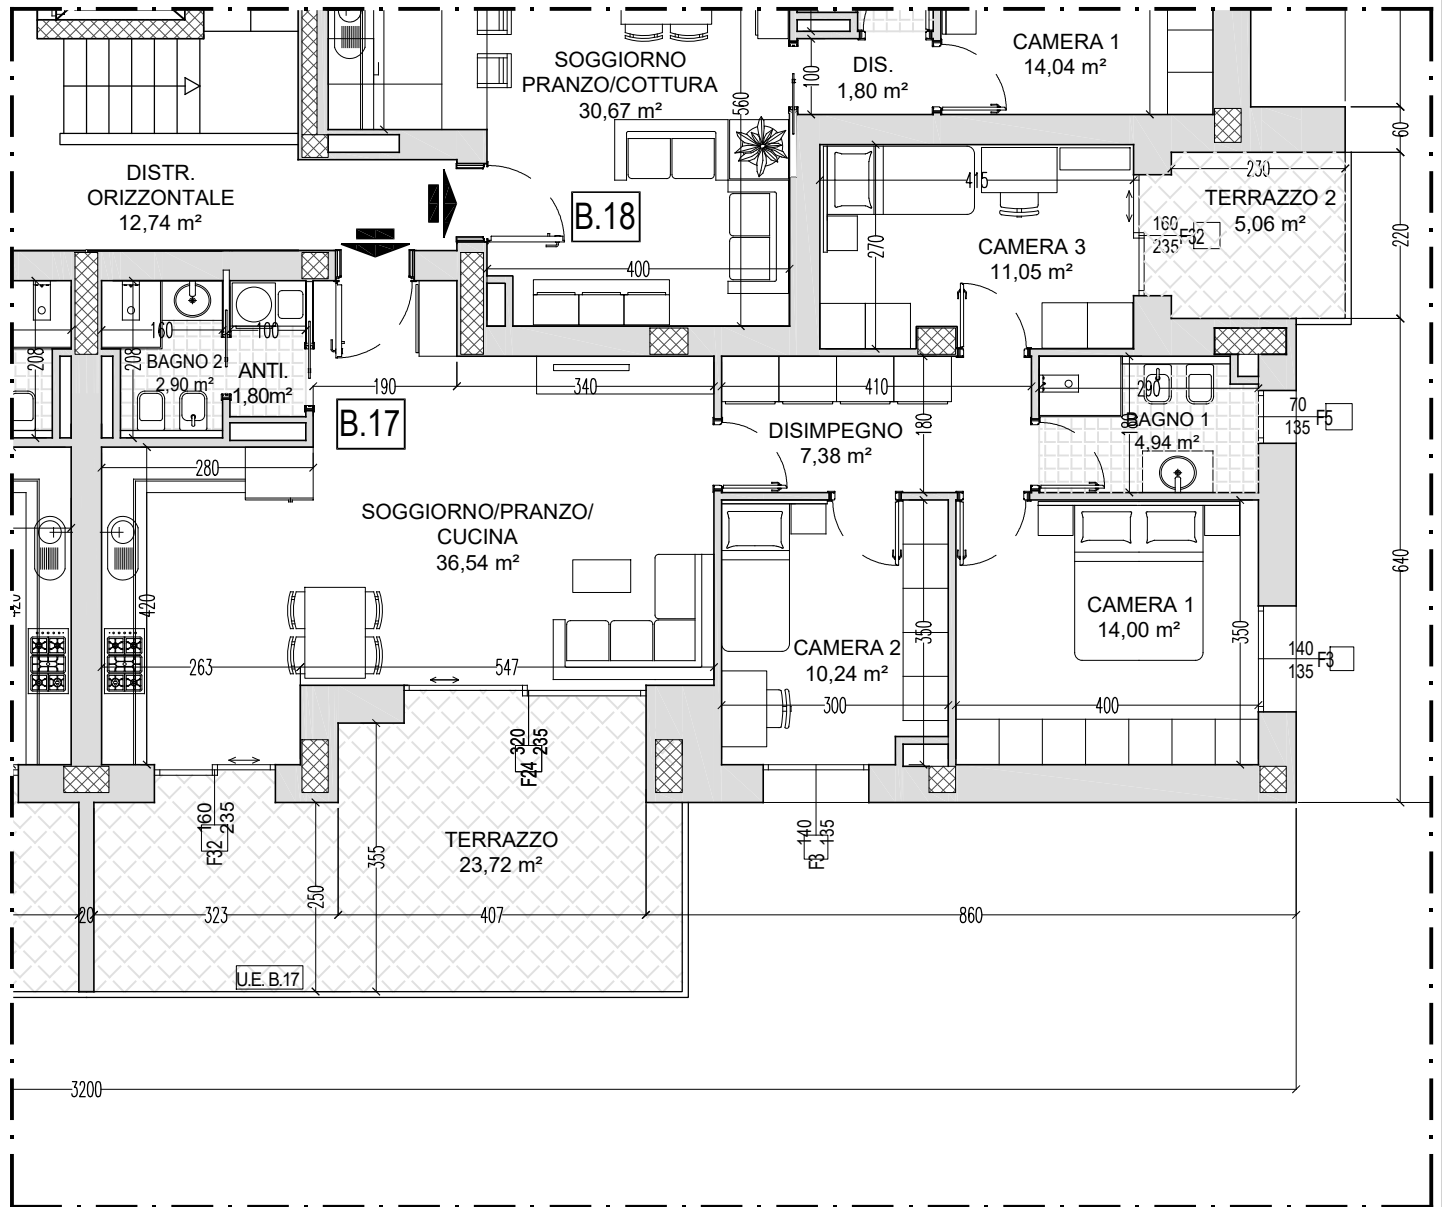 SOGGIORNO
PRANZO/COTTURA
30,67 m²
560
100
DIS.
1,80 m²
CAMERA 1
14,04 m²
60
DISTR.
ORIZZONTALE
12,74 m²
B.18
400
415
270
CAMERA 3
11,05 m²
230
TERRAZZO 2
5,06 m²
160
235
F32
220
208
160
208
BAGNO 2
2,90 m²
100
ANTI.
1,80m²
190
340
B.17
410
180
DISIMPEGNO
7,38 m²
290
180
BAGNO 1
4,94 m²
70
135
F5
280
SOGGIORNO/PRANZO/
CUCINA
36,54 m²
420
420
263
547
CAMERA 2
10,24 m²
300
350
CAMERA 1
14,00 m²
350
400
140
135
F3
640
160
235
F32
320
235
F24
140
135
F3
TERRAZZO
23,72 m²
250
355
20
323
407
860
U.E. B.17
3200